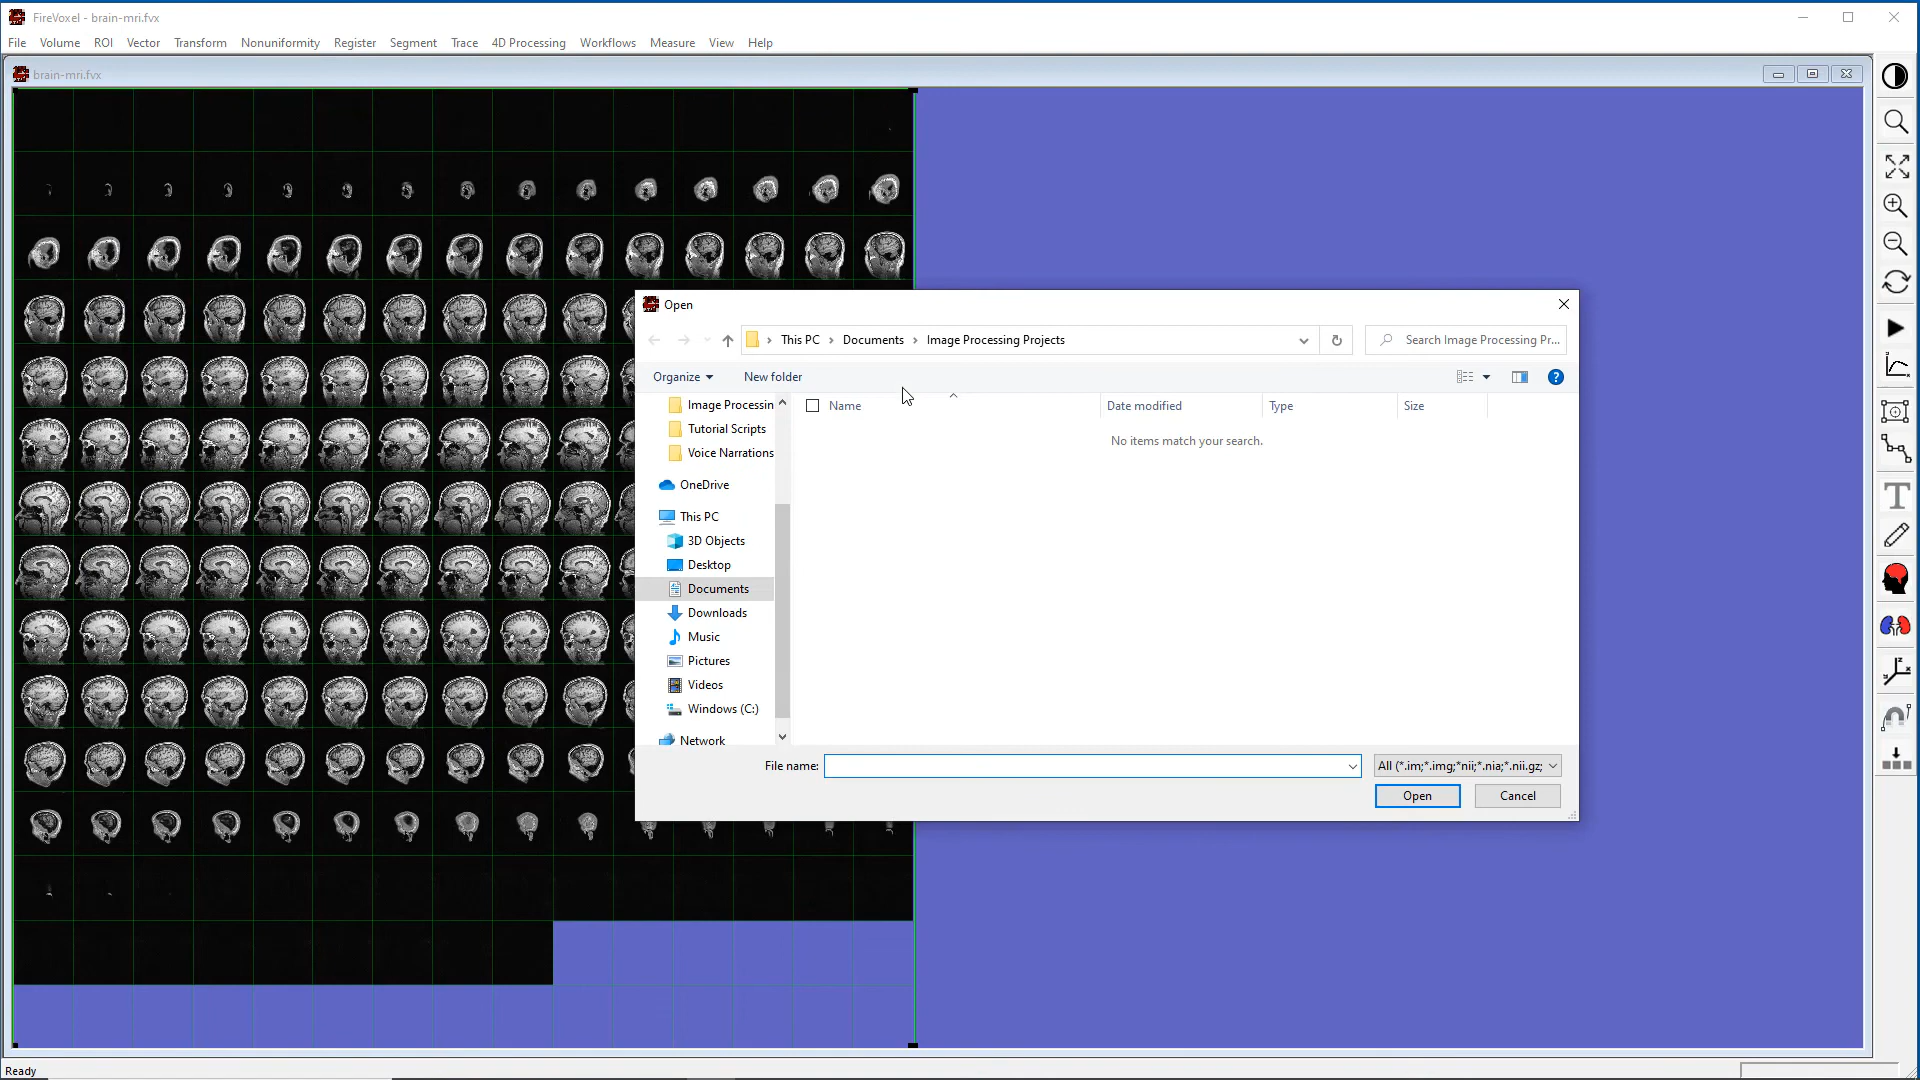 FireVoxel - brain-mri.fvx
File Volume ROI Vector Transform Nonuniformity Register Segment Trace 4D Processing Workflows Measure View Help
brain-mri.fvx
Open
This PC Documents Image Processing Projects Search Image Processing Pr...
Organize New folder
Image Processin
Name Date modified Type Size
Tutorial Scripts
No items match your search.
Voice Narrations
OneDrive
This PC
3D Objects
Desktop
Documents
Downloads
Music
Pictures
Videos
Windows (C:)
Network
File name: All (*.im;*.img;*nii;*.nia;*.nii.gz;
Open Cancel
Ready